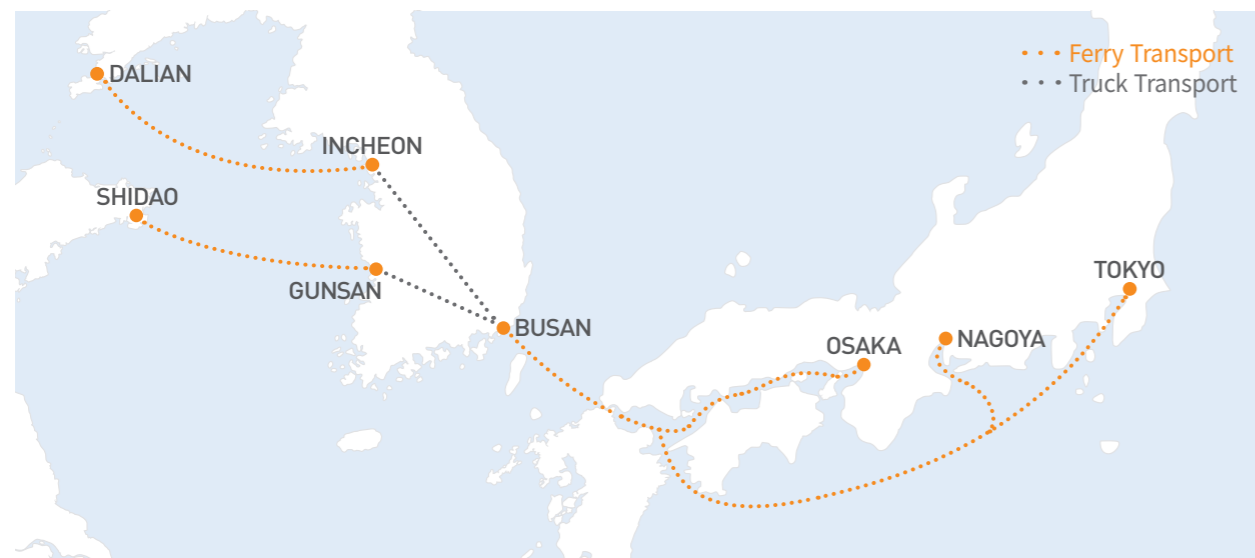 Ferry Transport
Truck Transport
DALIAN
INCHEON
SHIDAO
GUNSAN
BUSAN
OSAKA
NAGOYA
TOKYO